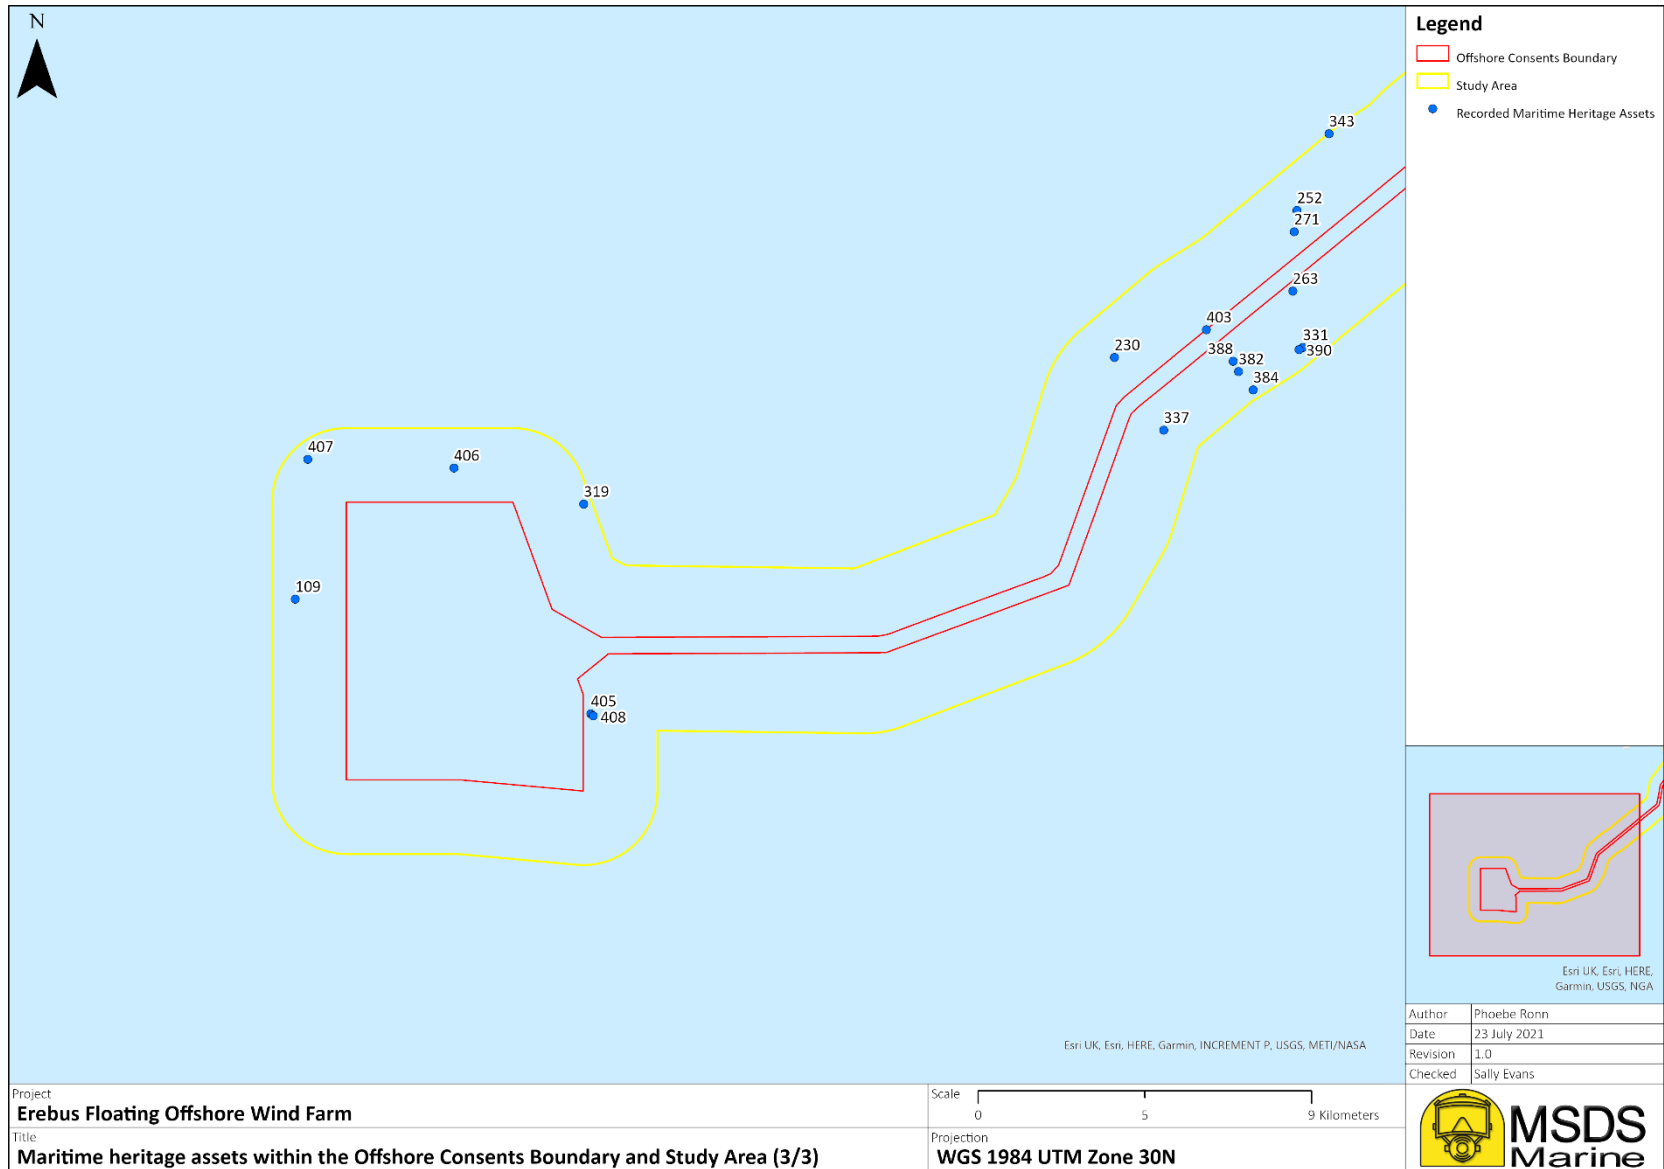 N
343
252
271
263
403
331
390
230
388
382
384
337
407
406
319
109
405
408
Esri UK, Esri, HERE, Garmin, INCREMENT P, USGS, METI/NASA
Legend
Offshore Consents Boundary
Study Area
Recorded Maritime Heritage Assets
Esri UK, Esri, HERE,
Garmin, USGS, NGA
Author Phoebe Ronn
Date 23 July 2021
Revision 1.0
Checked Sally Evans
Project
Erebus Floating Offshore Wind Farm
Title
Maritime heritage assets within the Offshore Consents Boundary and Study Area (3/3)
Scale
0 5 9 Kilometers
Projection
WGS 1984 UTM Zone 30N
MSDS
Marine